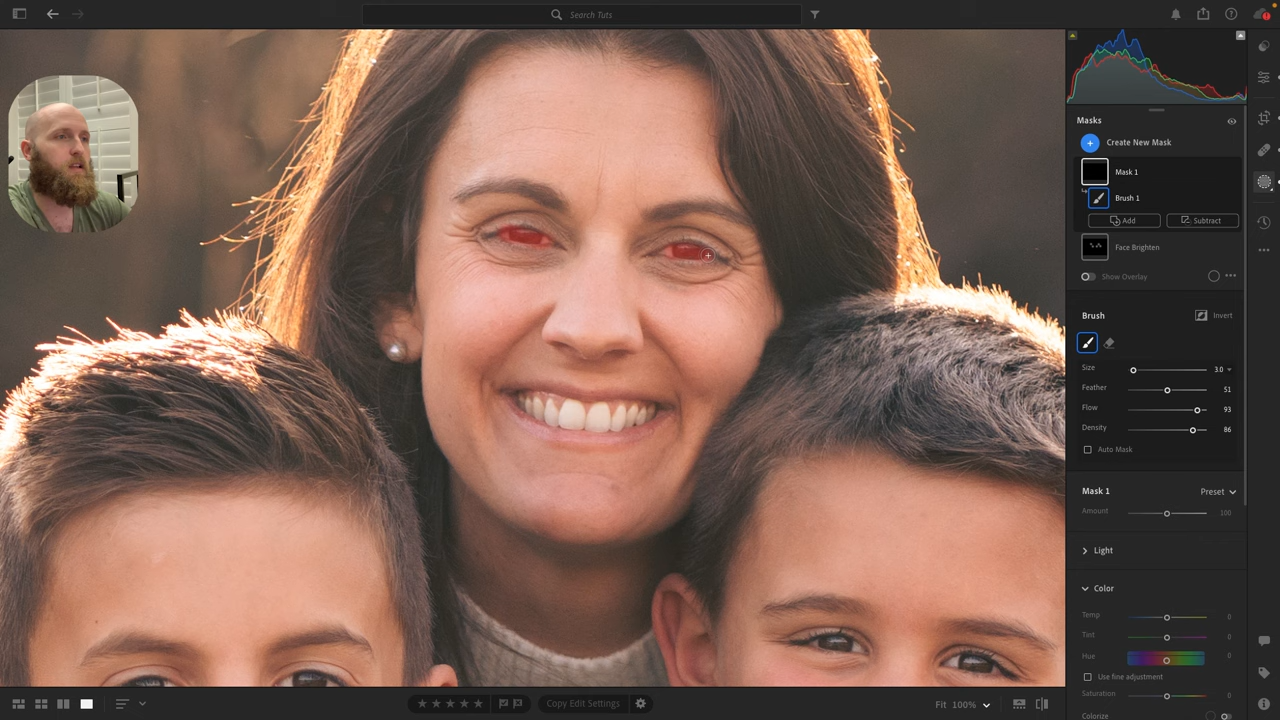 Search Tuts
Masks
Create New Mask
Mask 1
Brush 1
Add
Subtract
Face Brighten
Show Overlay
Brush
Invert
Size 3.0
Feather 51
Flow 93
Density 86
Auto Mask
Mask 1 Preset
Amount 100
Light
Color
Temp 0
Tint 0
Hue 0
Use fine adjustment
Saturation 0
Colorize
Copy Edit Settings
Fit 100%